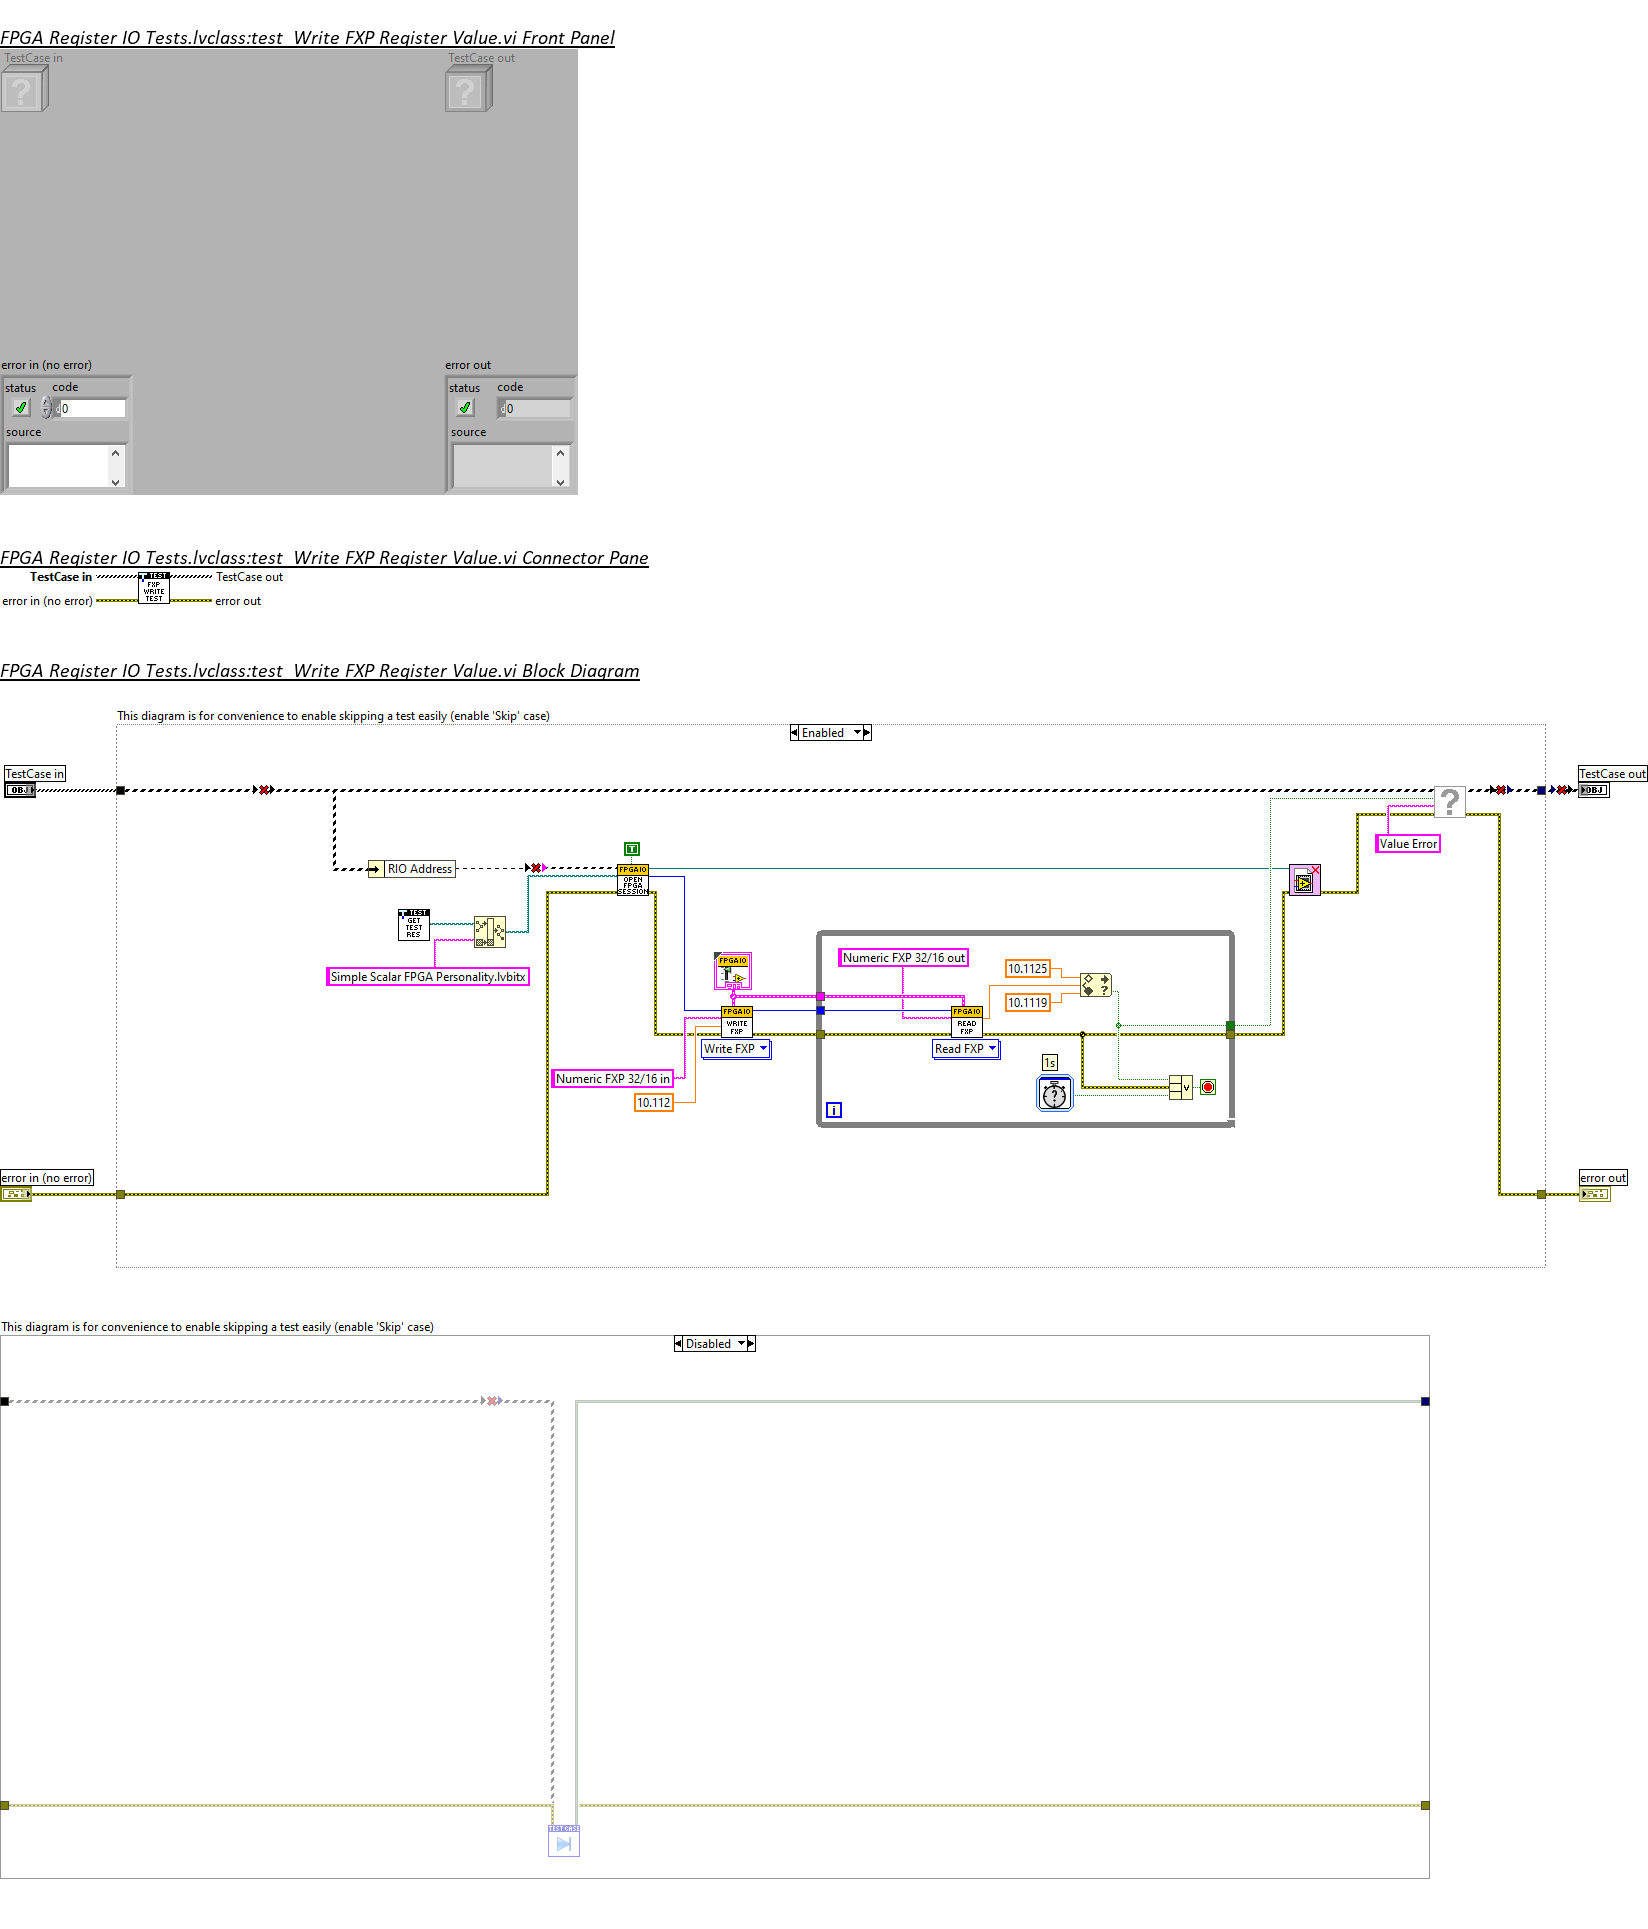 FPGA Register IO Tests.lvclass:test_Write FXP Register Value.vi Front Panel
TestCase in
TestCase out
?
?
error in (no error)
error out
status code
status code
d 0
d 0
source
source
FPGA Register IO Tests.lvclass:test_Write FXP Register Value.vi Connector Pane
TestCase in
TEST
FXP
WRITE
TEST
TestCase out
error in (no error)
error out
FPGA Register IO Tests.lvclass:test_Write FXP Register Value.vi Block Diagram
This diagram is for convenience to enable skipping a test easily (enable 'Skip' case)
Enabled
TestCase in
OBJ
TestCase out
OBJ
?
Value Error
T
RIO Address
FPGAIO
OPEN
FPGA
SESSION
TEST
GET
TEST
RES
Simple Scalar FPGA Personality.lvbitx
FPGAIO
Numeric FXP 32/16 out
10.1125
10.1119
?
FPGAIO
WRITE
FXP
Write FXP
FPGAIO
READ
FXP
Read FXP
1s
?
V
Numeric FXP 32/16 in
10.112
i
error in (no error)
error out
This diagram is for convenience to enable skipping a test easily (enable 'Skip' case)
Disabled
TEST CASE